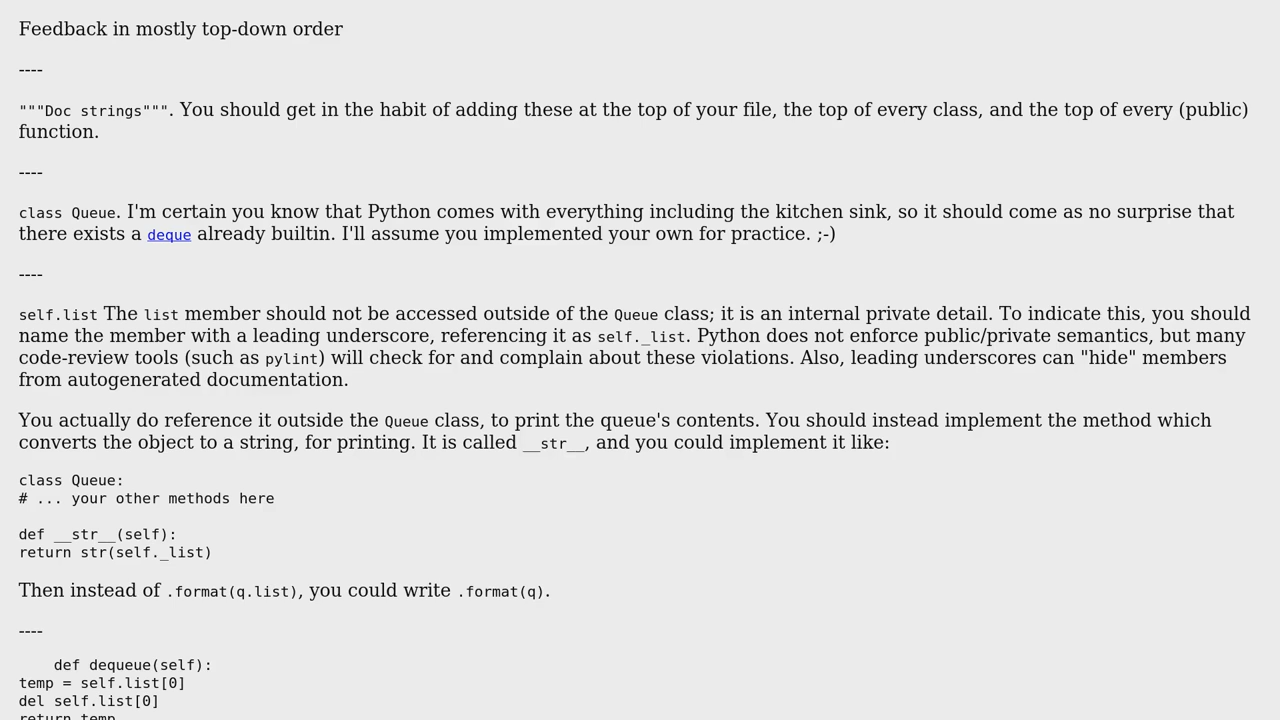 Feedback in mostly top-down order
----
"""Doc strings""". You should get in the habit of adding these at the top of your file, the top of every class, and the top of every (public)
function.
----
class Queue. I'm certain you know that Python comes with everything including the kitchen sink, so it should come as no surprise that
there exists a deque already builtin. I'll assume you implemented your own for practice. ;-)
----
self.list The list member should not be accessed outside of the Queue class; it is an internal private detail. To indicate this, you should
name the member with a leading underscore, referencing it as self._list. Python does not enforce public/private semantics, but many
code-review tools (such as pylint) will check for and complain about these violations. Also, leading underscores can "hide" members
from autogenerated documentation.
You actually do reference it outside the Queue class, to print the queue's contents. You should instead implement the method which
converts the object to a string, for printing. It is called __str__, and you could implement it like:
class Queue:
# ... your other methods here
def __str__(self):
return str(self._list)
Then instead of .format(q.list), you could write .format(q).
----
    def dequeue(self):
temp = self.list[0]
del self.list[0]
return temp